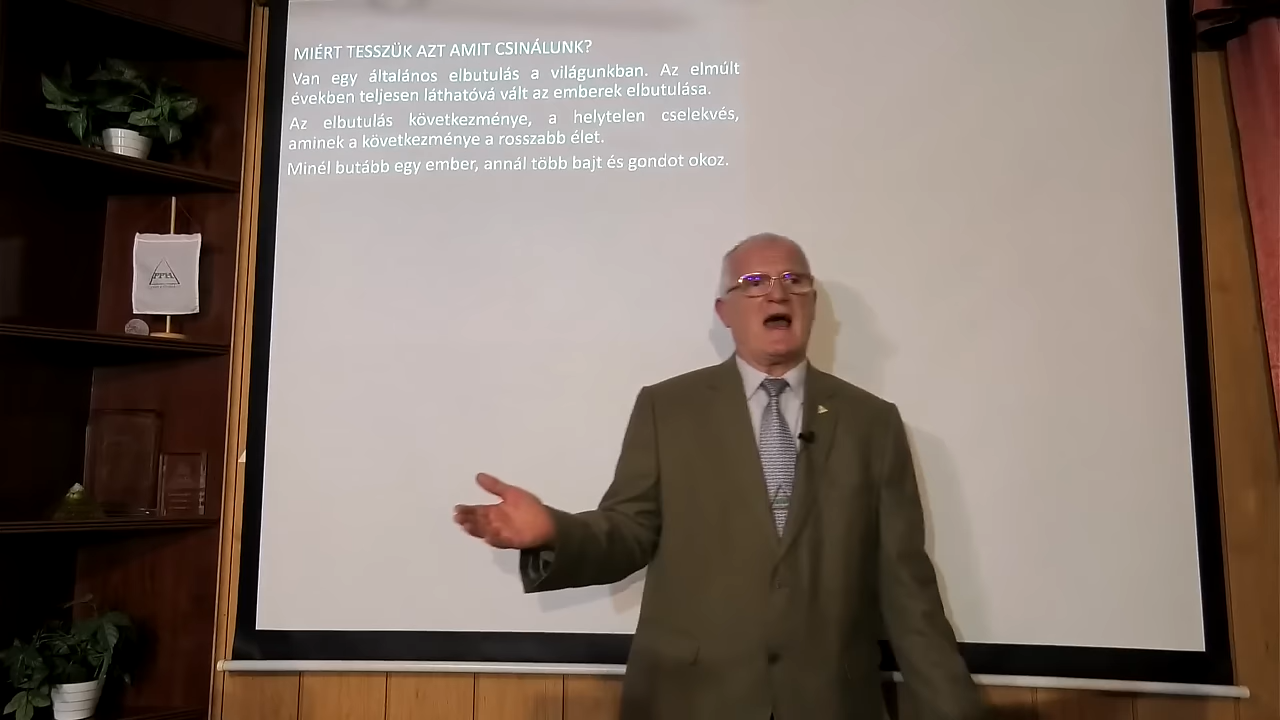 MIÉRT TESSZÜK AZT AMIT CSINÁLUNK?
Van egy általános elbutulás a világunkban. Az elmúlt
években teljesen láthatóvá vált az emberek elbutulása.
Az elbutulás következménye, a helytelen cselekvés,
aminek a következménye a rosszabb élet.
Minél butább egy ember, annál több bajt és gondot okoz.